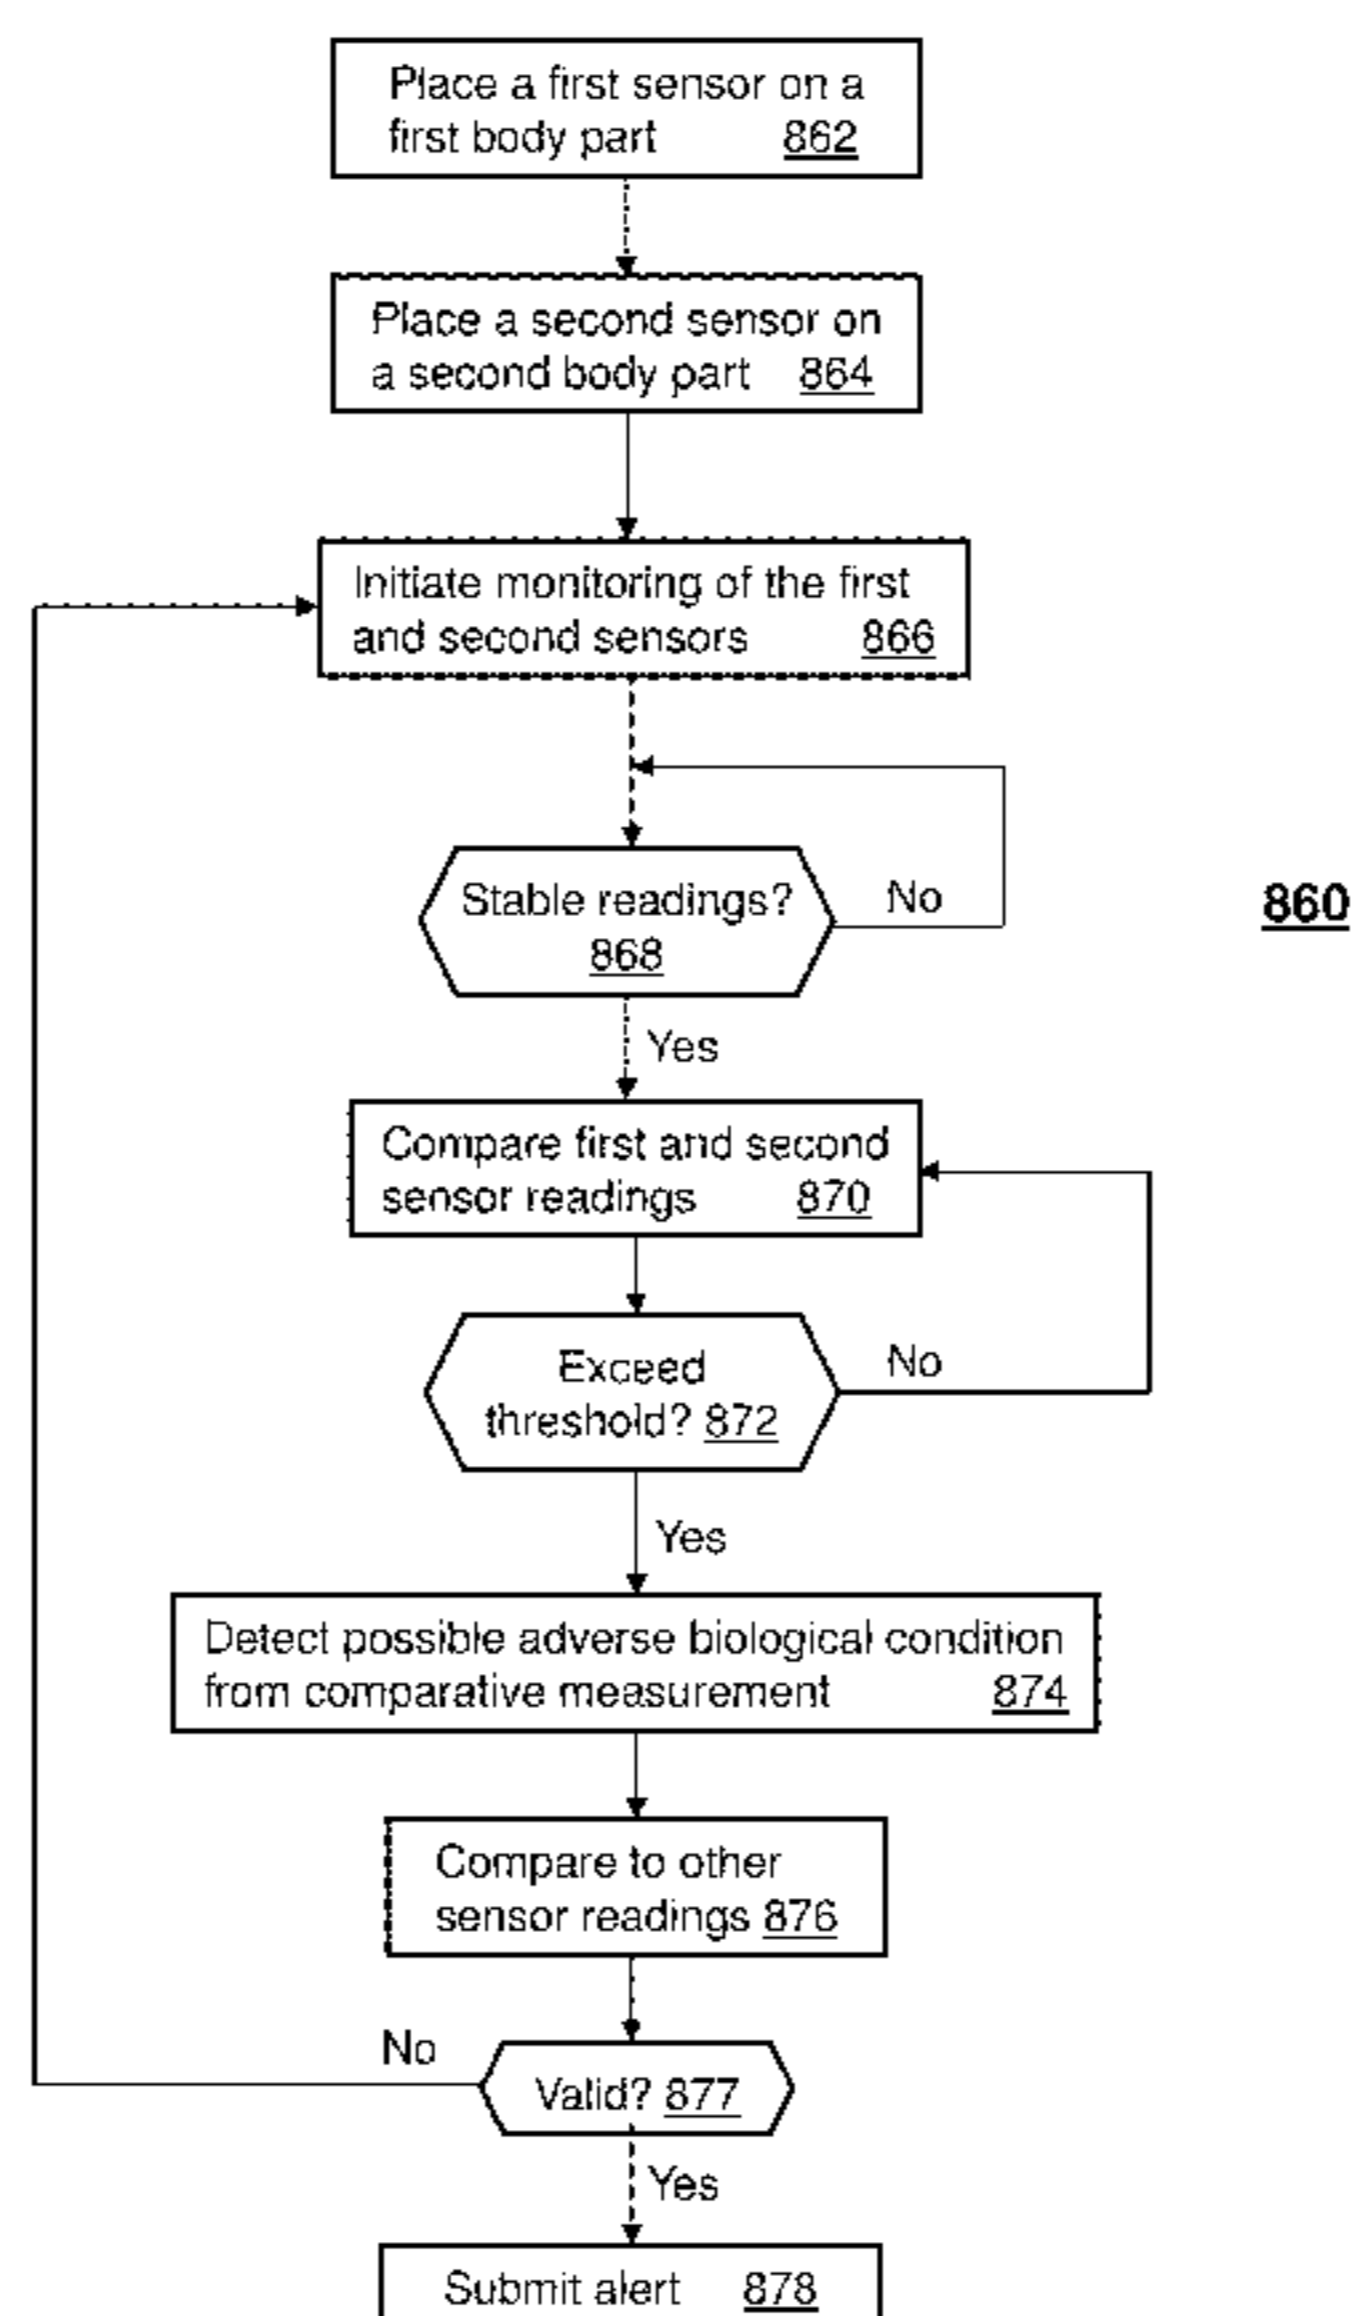 Place a first sensor on a
first body part 862
Place a second sensor on
a second body part 864
Initiate monitoring of the first
and second sensors 866
Stable readings?
868
No
860
Yes
Compare first and second
sensor readings 870
Exceed
threshold? 872
No
Yes
Detect possible adverse biological condition
from comparative measurement 874
Compare to other
sensor readings 876
No
Valid? 877
Yes
Submit alert 878